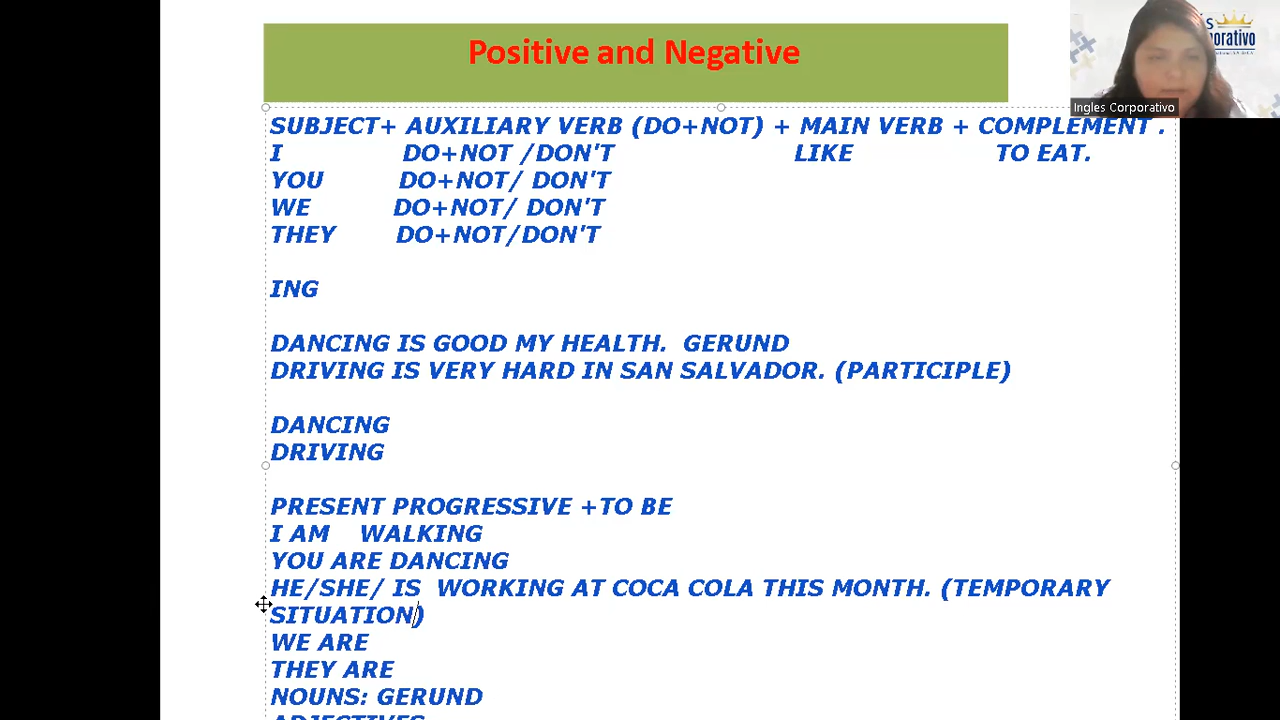 Positive and Negative
orativo
Ingles Corporativo
SUBJECT+ AUXILIARY VERB (DO+NOT) + MAIN VERB + COMPLEMENT .
I DO+NOT /DON'T LIKE TO EAT.
YOU DO+NOT/ DON'T
WE DO+NOT/ DON'T
THEY DO+NOT/DON'T
ING
DANCING IS GOOD MY HEALTH. GERUND
DRIVING IS VERY HARD IN SAN SALVADOR. (PARTICIPLE)
DANCING
DRIVING
PRESENT PROGRESSIVE +TO BE
I AM WALKING
YOU ARE DANCING
HE/SHE/ IS WORKING AT COCA COLA THIS MONTH. (TEMPORARY
SITUATION)
WE ARE
THEY ARE
NOUNS: GERUND
ADJECTIVES